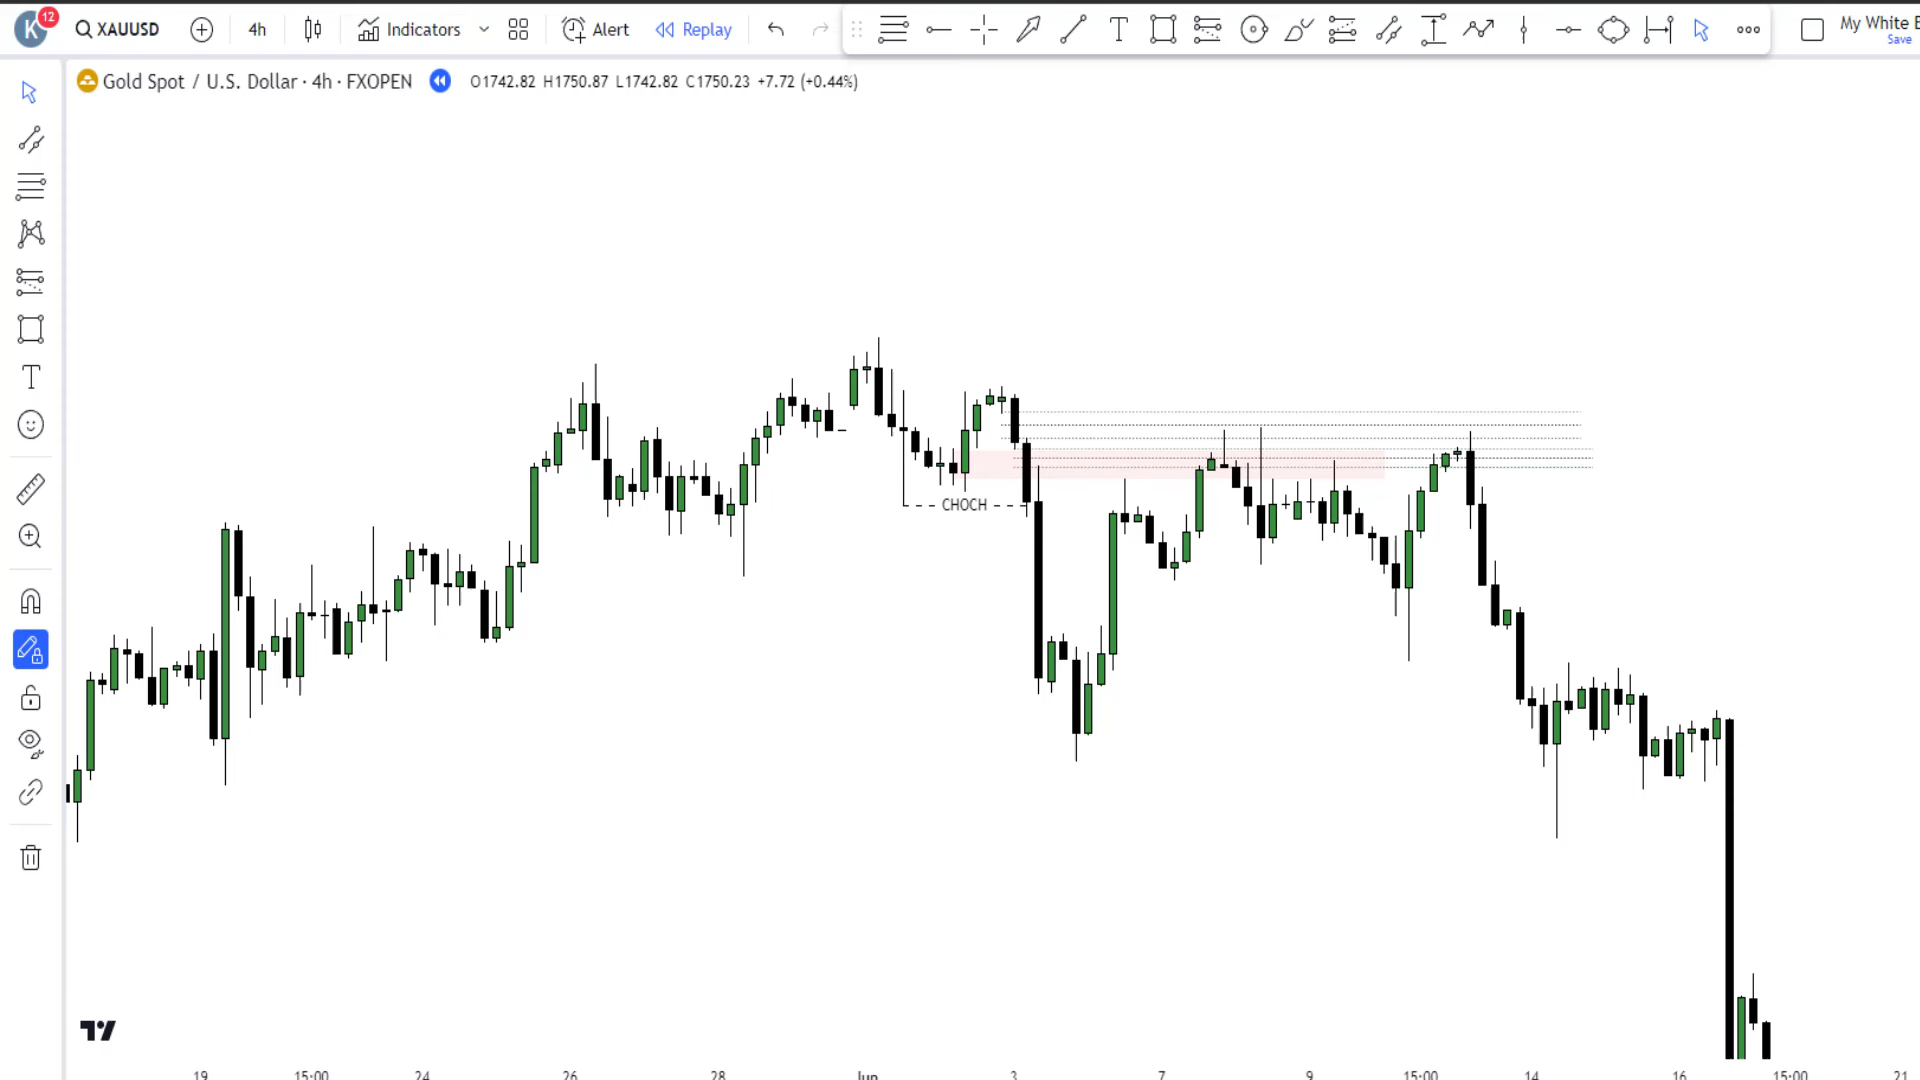 K 12 XAUUSD 4h Indicators Alert Replay My White B
Save
Gold Spot / U.S. Dollar · 4h · FXOPEN O1742.82 H1750.87 L1742.82 C1750.23 +7.72 (+0.44%)
CHOCH
19 15:00 24 26 28 Jun 3 7 9 15:00 14 16 15:00 21